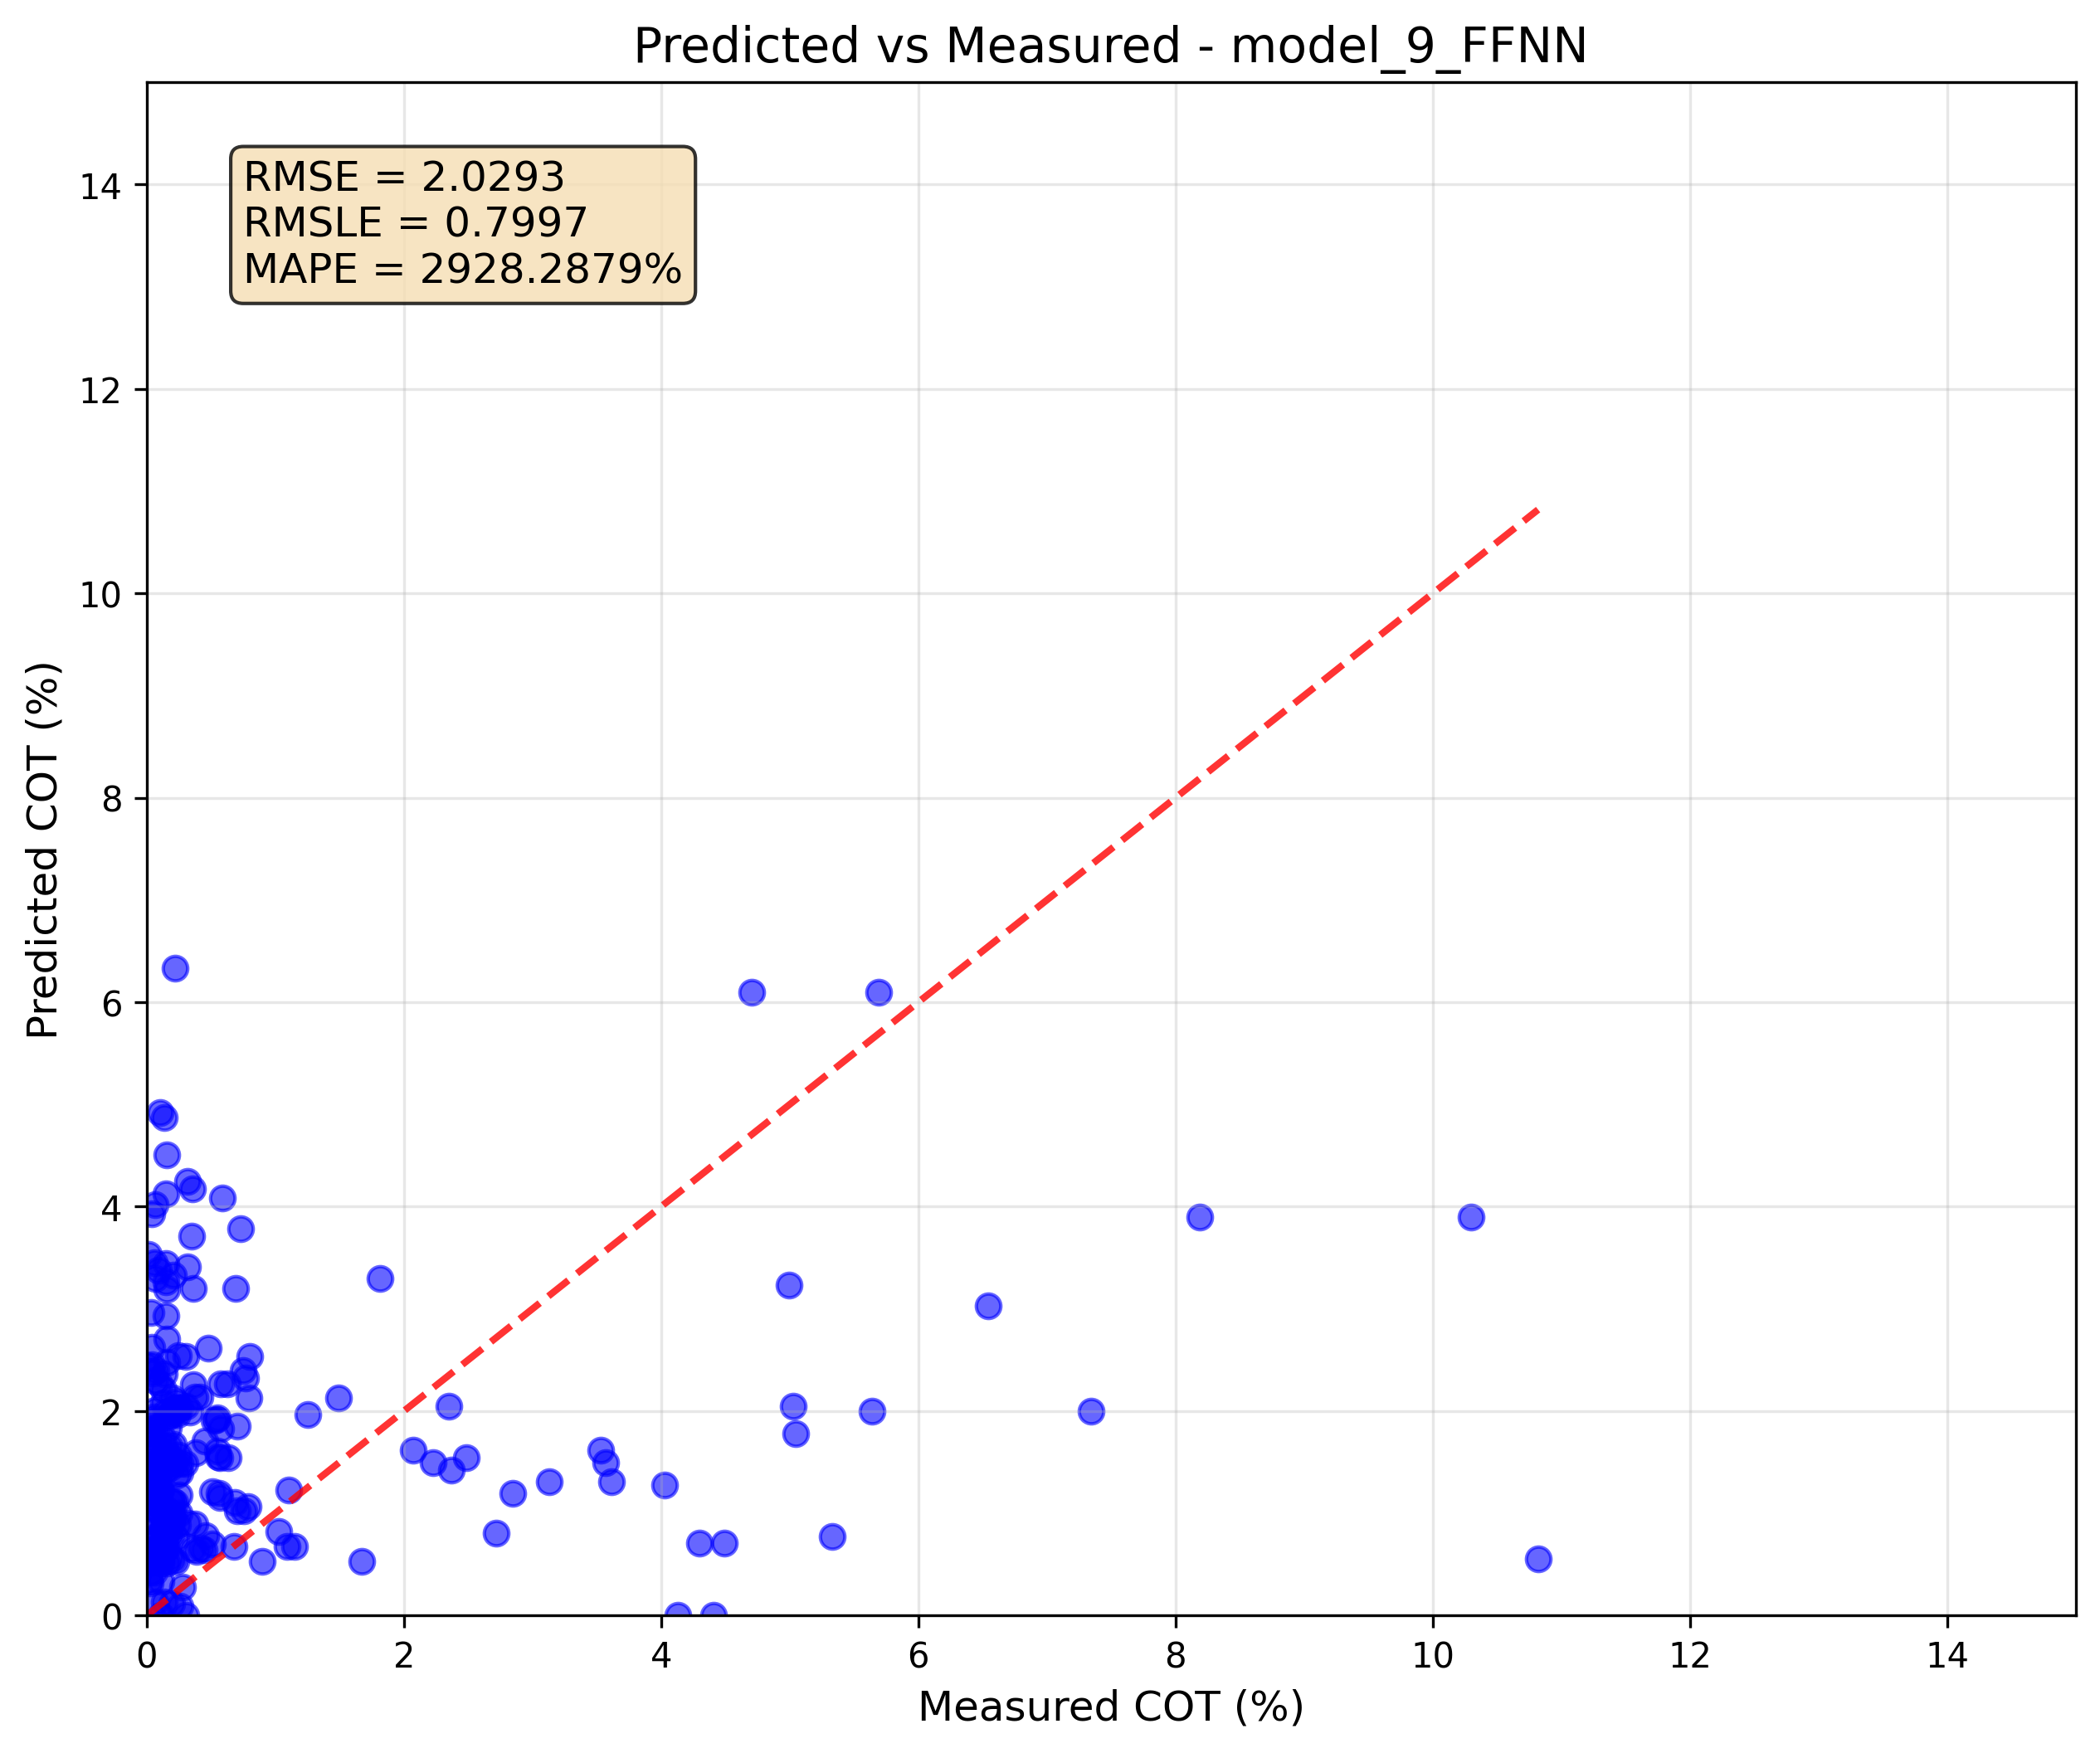 Predicted vs Measured - model_9_FFNN
RMSE = 2.0293
RMSLE = 0.7997
MAPE = 2928.2879%
Predicted COT (%)
14
12
10
8
6
4
2
0
0 2 4 6 8 10 12 14
Measured COT (%)